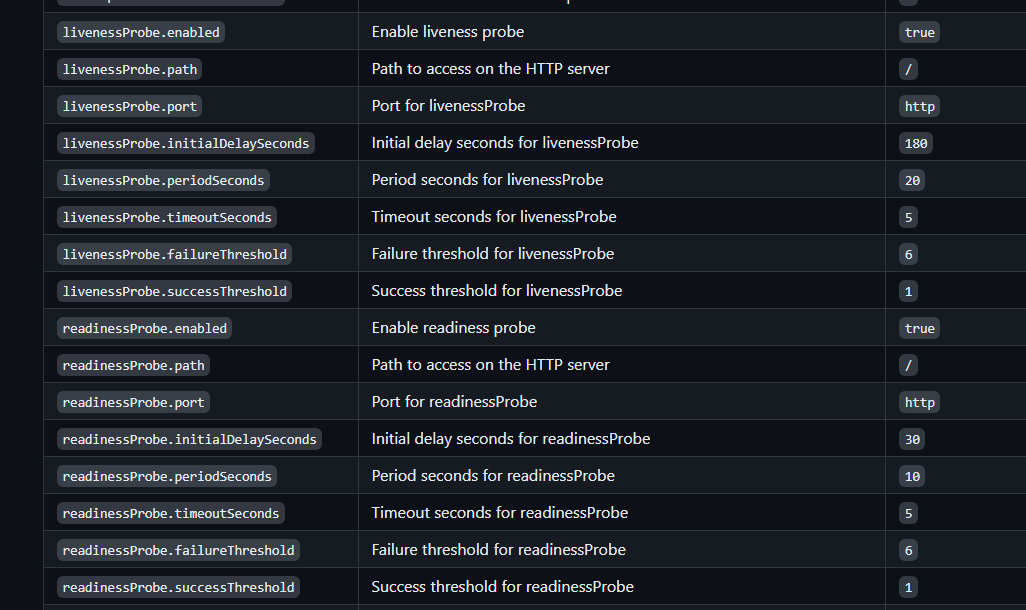 livenessProbe.enabled Enable liveness probe true
livenessProbe.path Path to access on the HTTP server /
livenessProbe.port Port for livenessProbe http
livenessProbe.initialDelaySeconds Initial delay seconds for livenessProbe 180
livenessProbe.periodSeconds Period seconds for livenessProbe 20
livenessProbe.timeoutSeconds Timeout seconds for livenessProbe 5
livenessProbe.failureThreshold Failure threshold for livenessProbe 6
livenessProbe.successThreshold Success threshold for livenessProbe 1
readinessProbe.enabled Enable readiness probe true
readinessProbe.path Path to access on the HTTP server /
readinessProbe.port Port for readinessProbe http
readinessProbe.initialDelaySeconds Initial delay seconds for readinessProbe 30
readinessProbe.periodSeconds Period seconds for readinessProbe 10
readinessProbe.timeoutSeconds Timeout seconds for readinessProbe 5
readinessProbe.failureThreshold Failure threshold for readinessProbe 6
readinessProbe.successThreshold Success threshold for readinessProbe 1